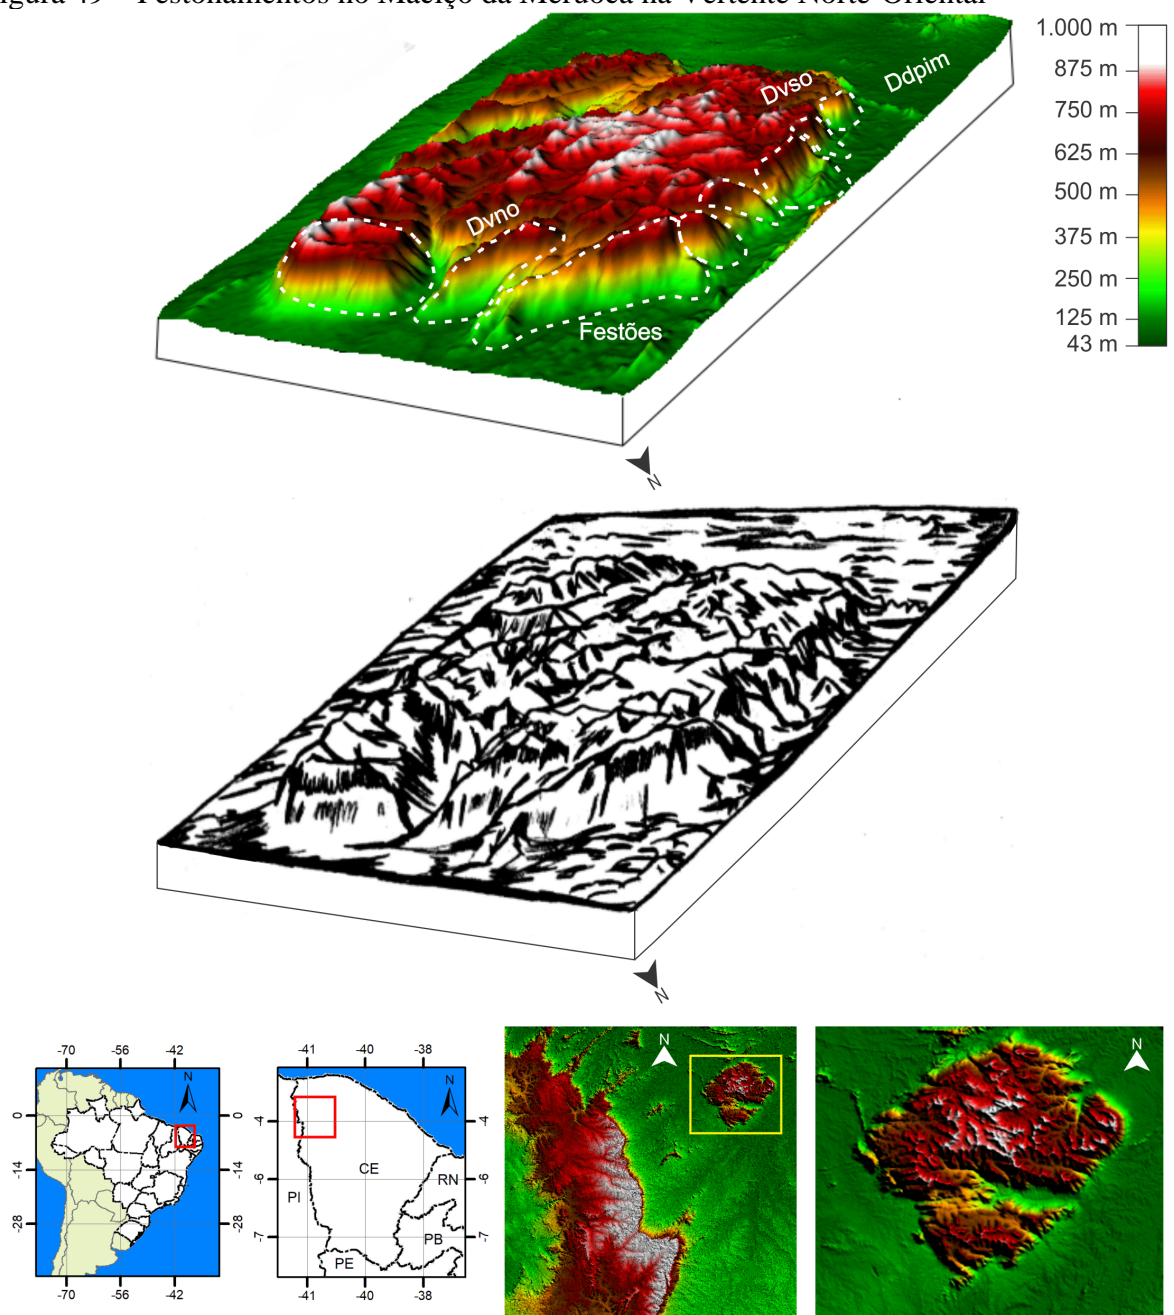 Figura 49 – Festonamentos no Maciço da Meruoca na Vertente Norte-Oriental
1.000 m
875 m
750 m
625 m
500 m
375 m
250 m
125 m
43 m
Ddpim
Dvso
Dvno
Festões
N
N
-70 -56 -42
N
0 0
-14 -14
-28 -28
-70 -56 -42
-41 -40 -38
N
-4 -4
CE
-6 -6
RN
PI
-7 -7
PB
PE
-41 -40 -38
N
N